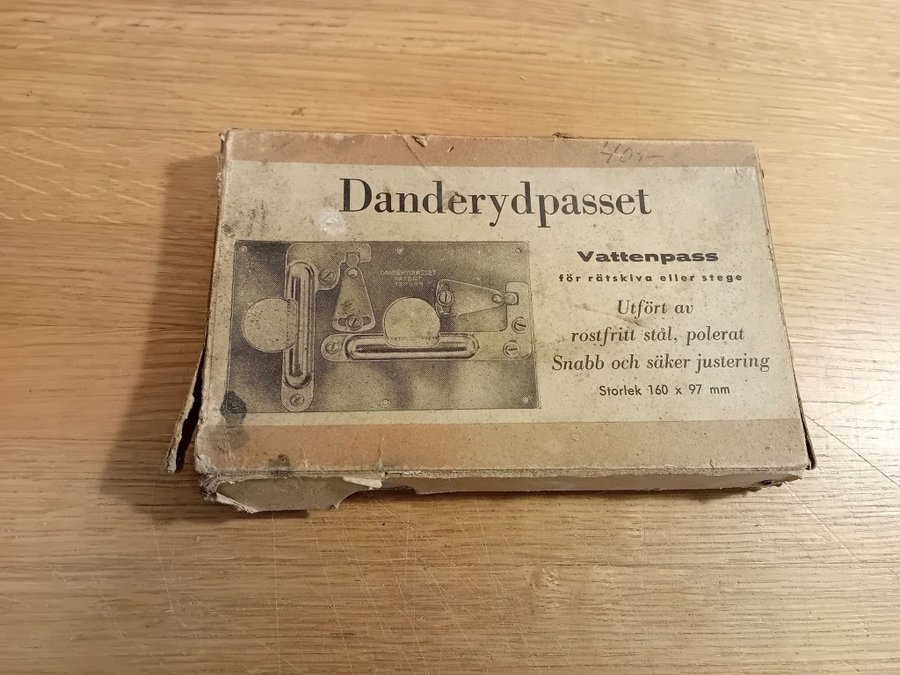 40:-
Danderydpasset
DANDERYDPASSET
Vattenpass
för rätskiva eller stege
Utfört av
rostfritt stål, polerat
Snabb och säker justering
Storlek 160 x 97 mm